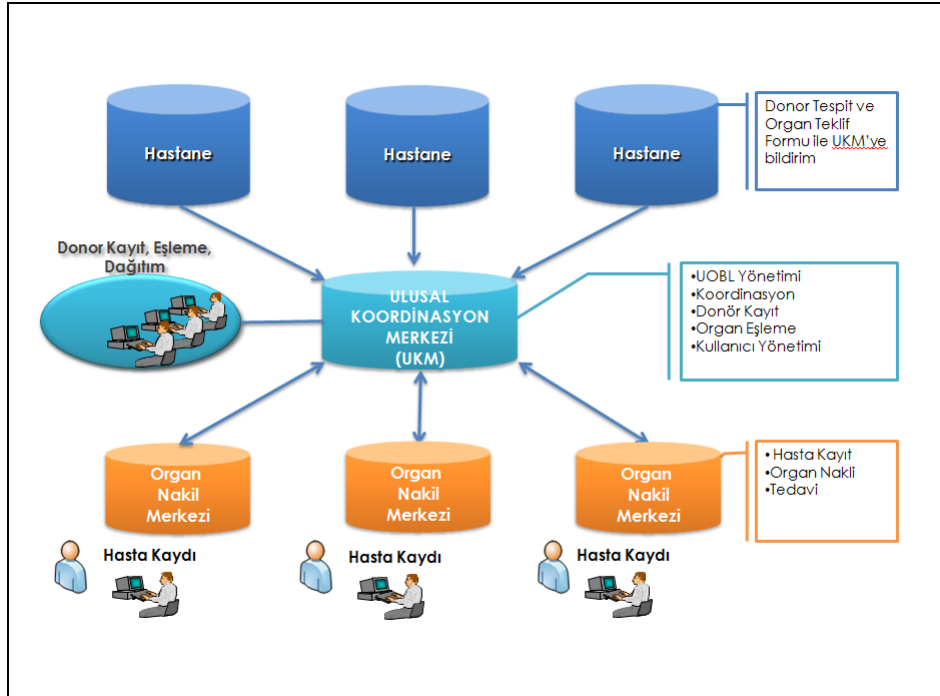 Hastane
Hastane
Hastane
Donor Tespit ve
Organ Teklif
Formu ile UKM'ye
bildirim
Donor Kayıt, Eşleme,
Dağıtım
ULUSAL
KOORDİNASYON
MERKEZİ
(UKM)
•UOBL Yönetimi
•Koordinasyon
•Donör Kayıt
•Organ Eşleme
•Kullanıcı Yönetimi
Organ
Nakil
Merkezi
Organ
Nakil
Merkezi
Organ
Nakil
Merkezi
• Hasta Kayıt
•Organ Nakli
•Tedavi
Hasta Kaydı
Hasta Kaydı
Hasta Kaydı